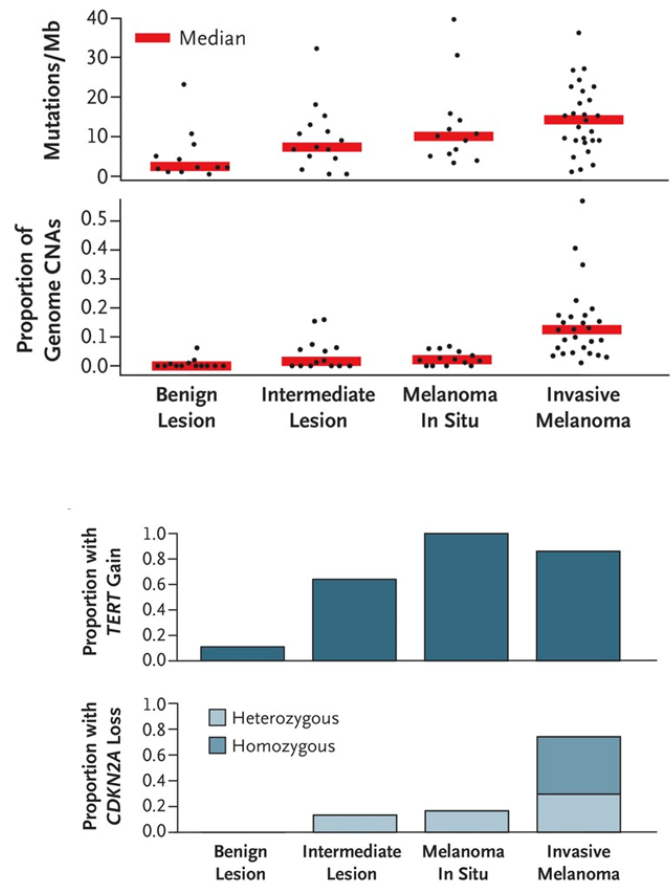 Mutations/Mb
40
30
20
10
0
Median
Proportion of
Genome CNAs
0.5
0.4
0.3
0.2
0.1
0.0
Benign
Lesion
Intermediate
Lesion
Melanoma
In Situ
Invasive
Melanoma
Proportion with
TERT Gain
1.0
0.8
0.6
0.4
0.2
0.0
Proportion with
CDKN2A Loss
1.0
0.8
0.6
0.4
0.2
0.0
Heterozygous
Homozygous
Benign
Lesion
Intermediate
Lesion
Melanoma
In Situ
Invasive
Melanoma